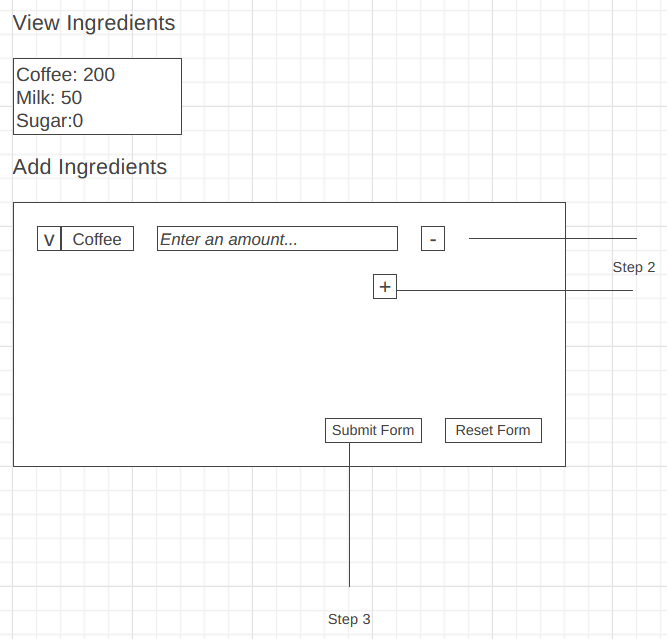 View Ingredients
Coffee: 200
Milk: 50
Sugar:0
Add Ingredients
v Coffee Enter an amount... -
Step 2
+
Submit Form Reset Form
Step 3